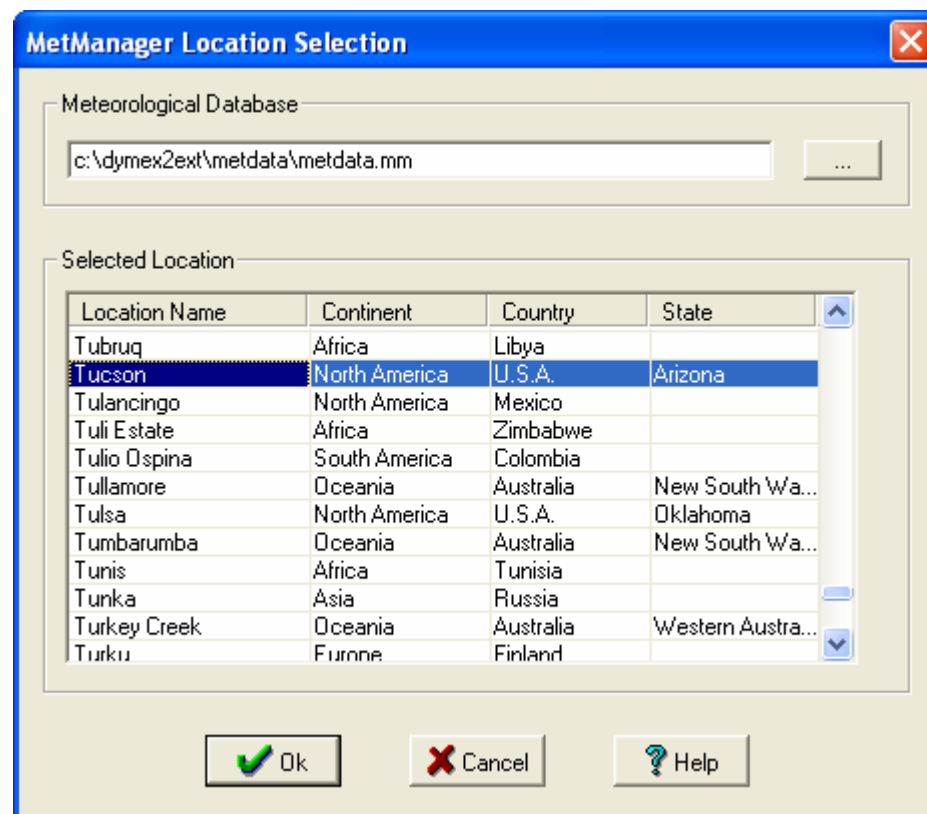 MetManager Location Selection
Meteorological Database
c:\dymex2ext\metdata\metdata.mm
...
Selected Location
Location Name Continent Country State
Tubruq Africa Libya
Tucson North America U.S.A. Arizona
Tulancingo North America Mexico
Tuli Estate Africa Zimbabwe
Tulio Ospina South America Colombia
Tullamore Oceania Australia New South Wa...
Tulsa North America U.S.A. Oklahoma
Tumbarumba Oceania Australia New South Wa...
Tunis Africa Tunisia
Tunka Asia Russia
Turkey Creek Oceania Australia Western Austra...
Turku Europe Finland
Ok Cancel Help